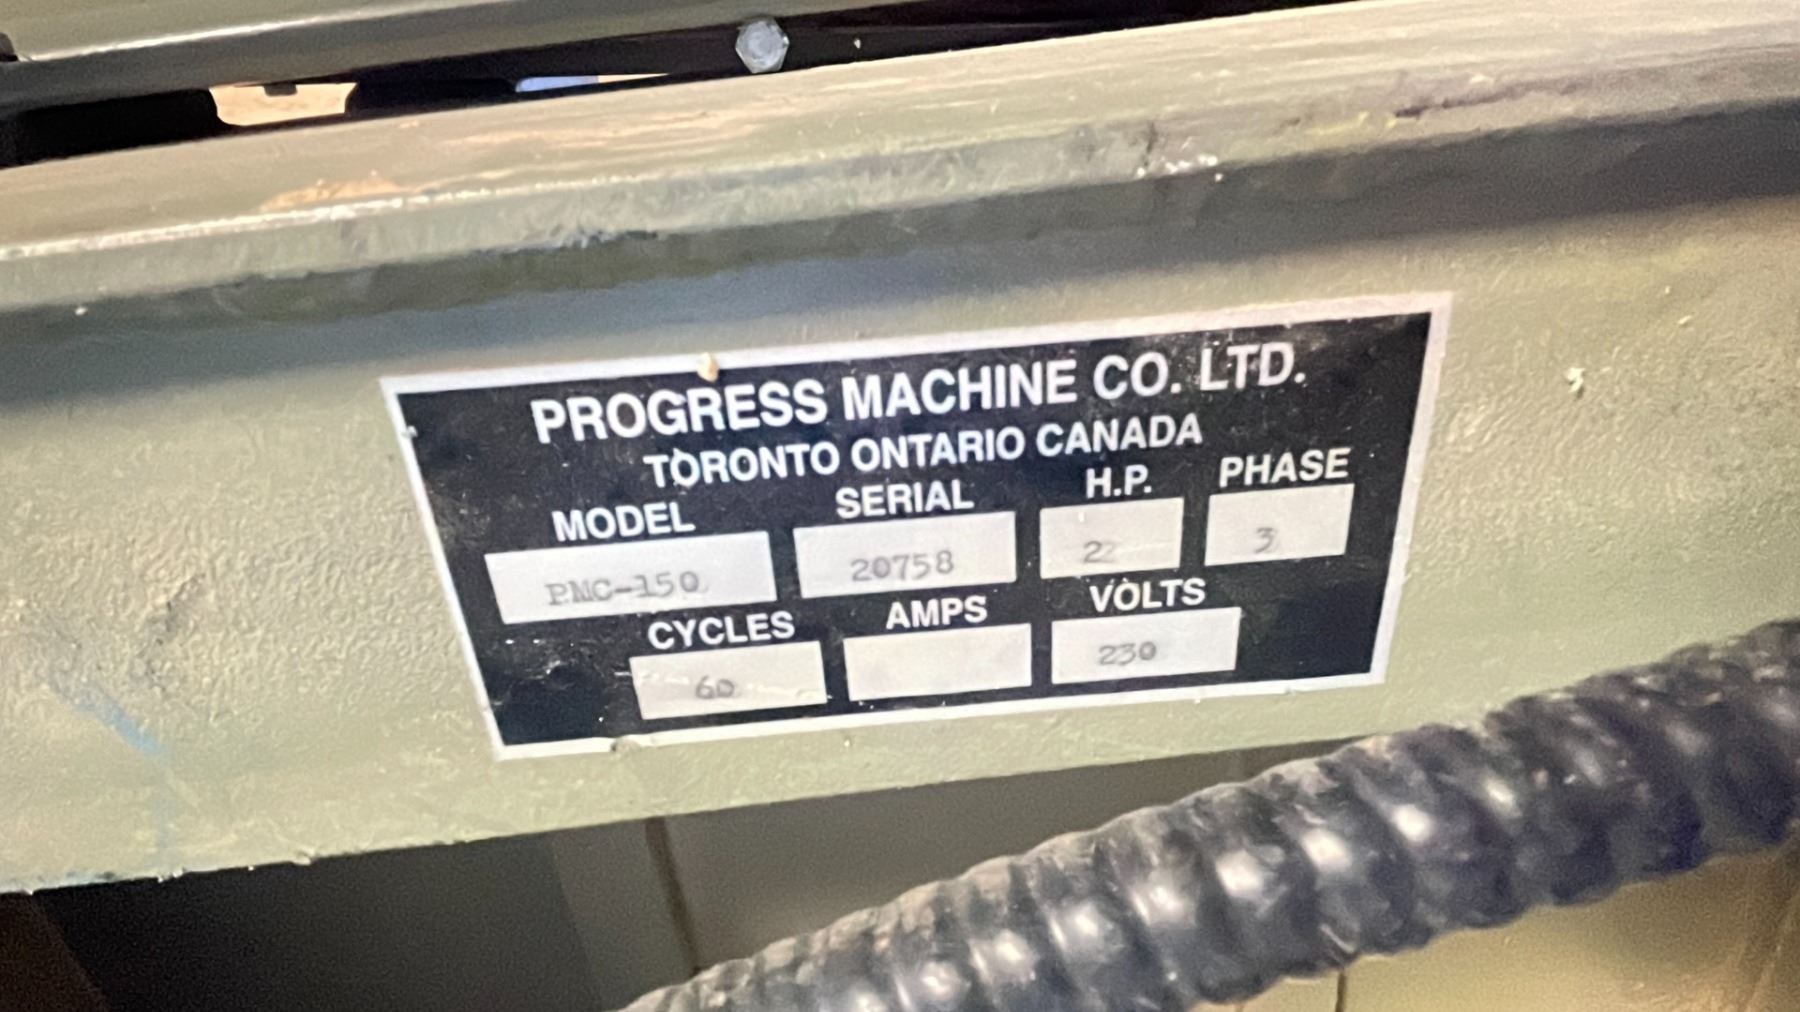 PROGRESS MACHINE CO. LTD.
TORONTO ONTARIO CANADA
MODEL SERIAL H.P. PHASE
PMC-150 20758 2 3
CYCLES AMPS VOLTS
60 230